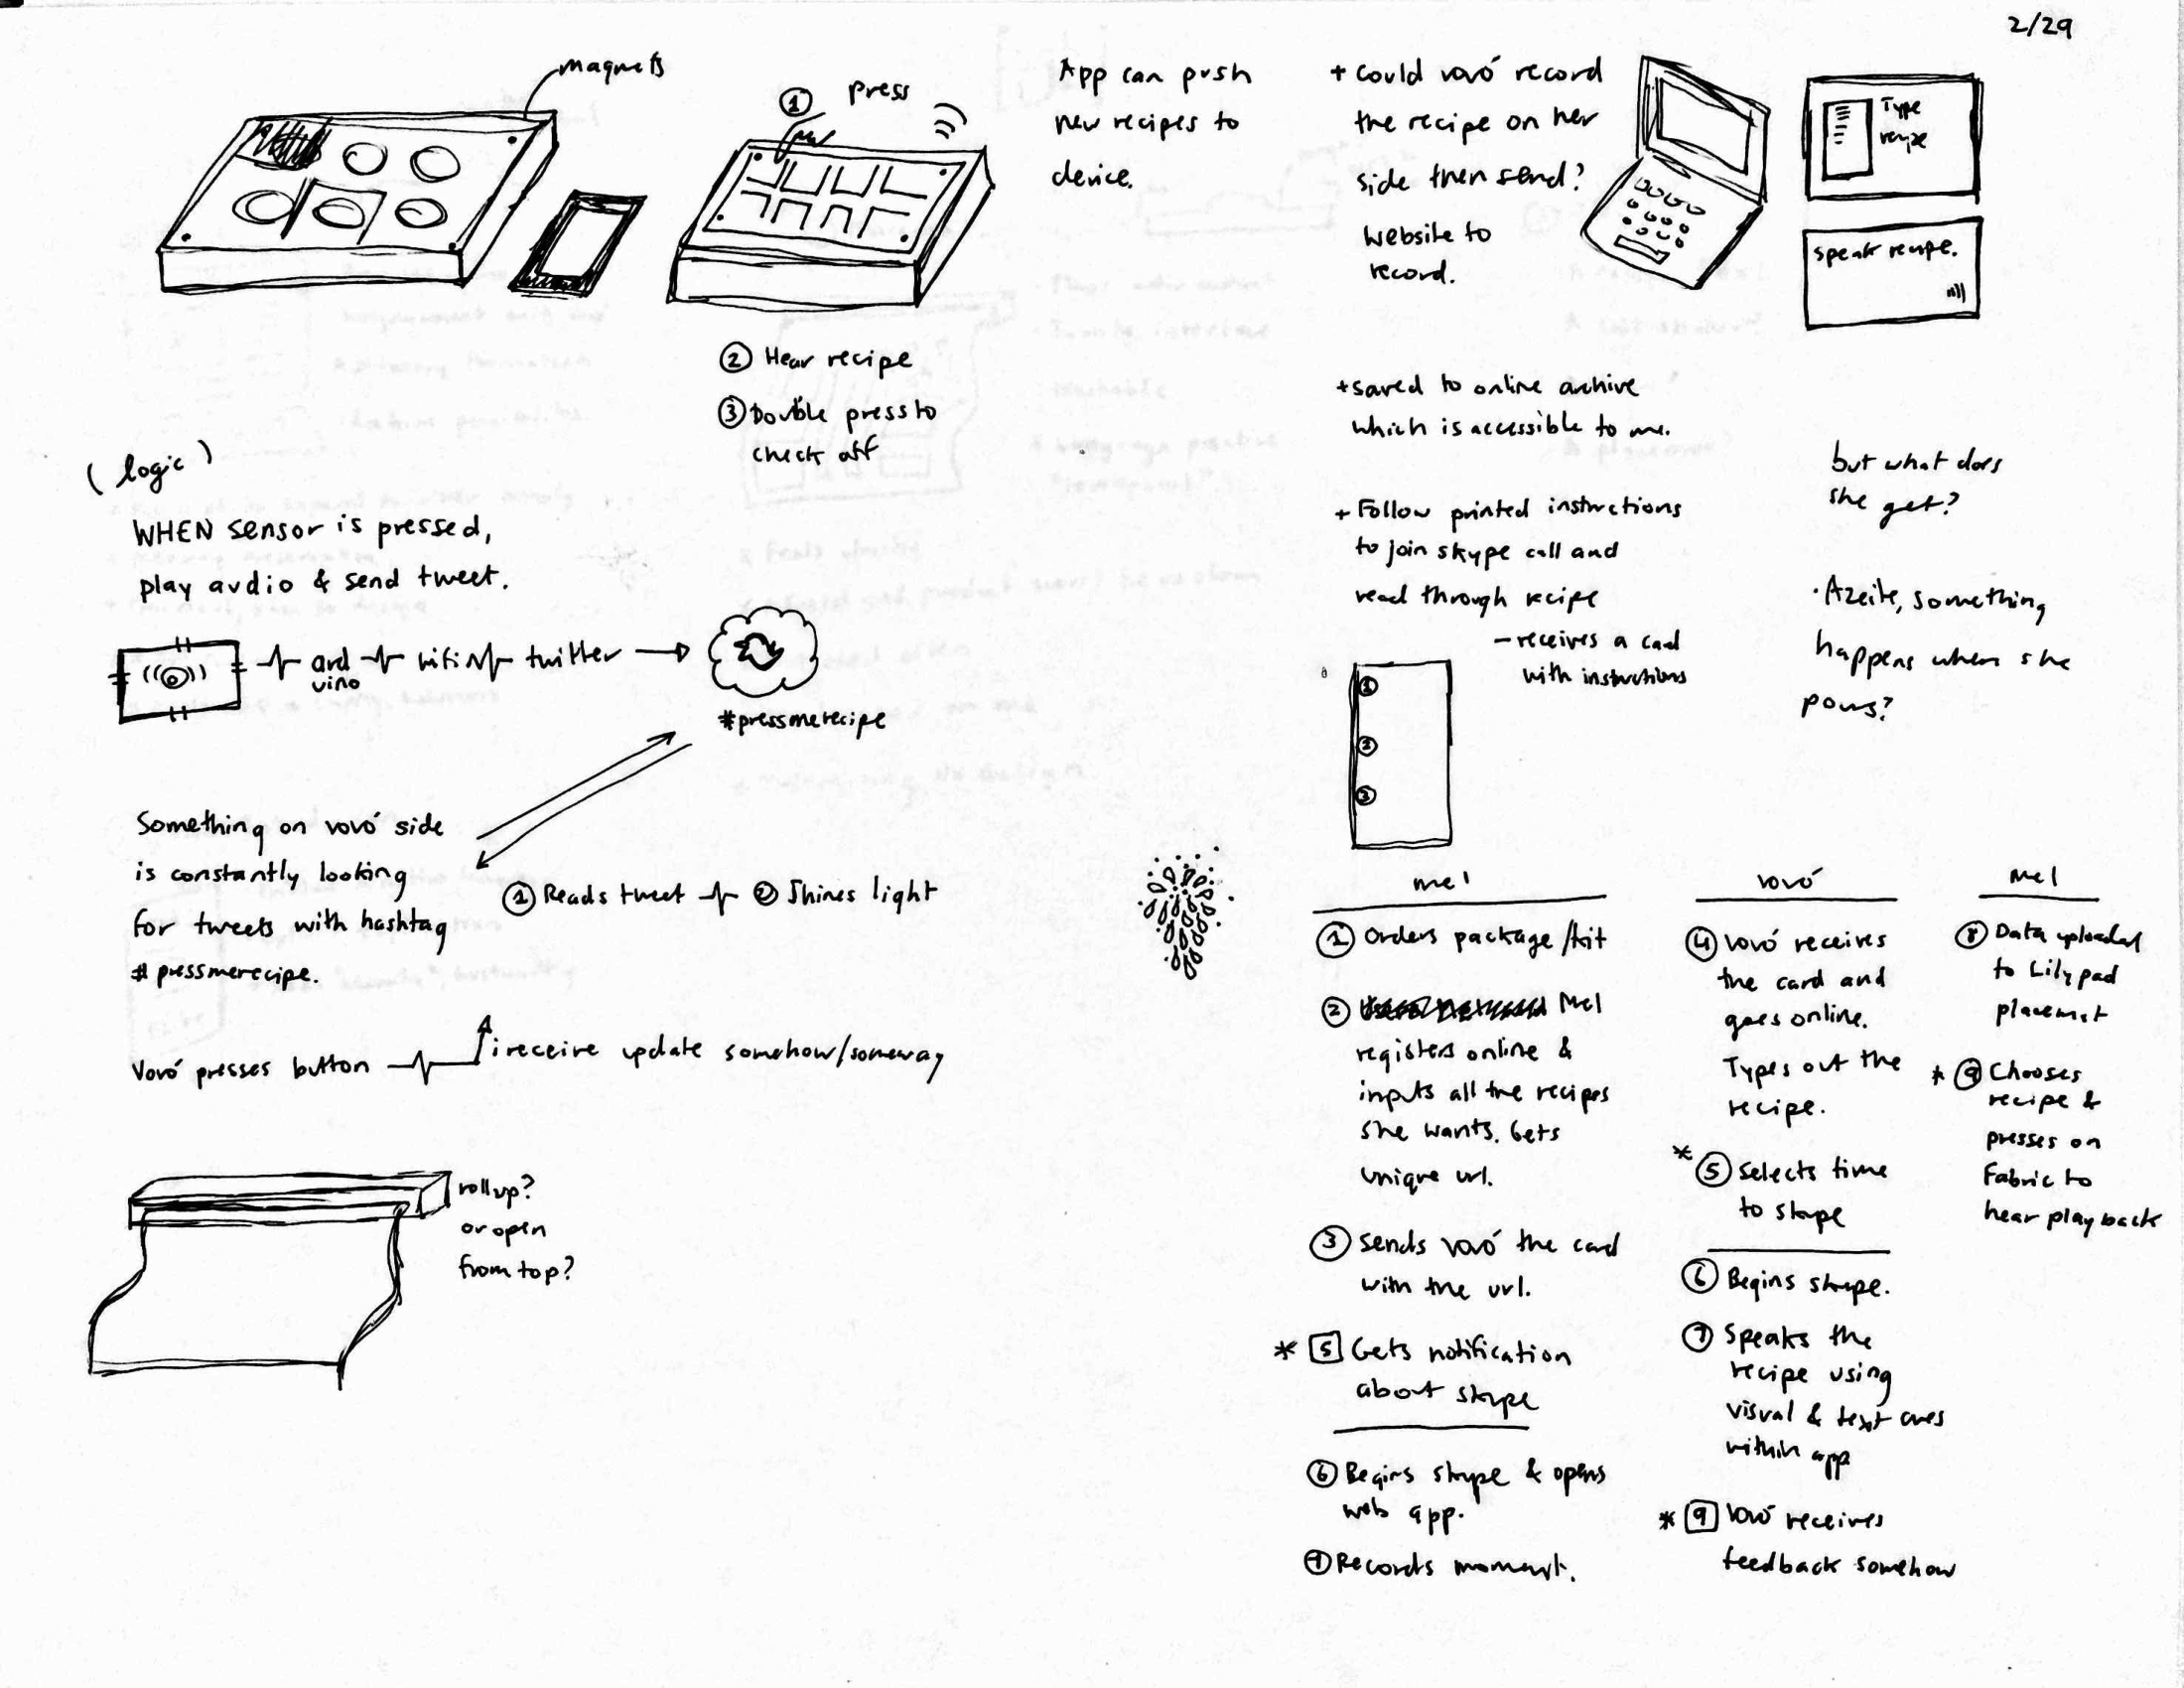 2/29
magnets
① press
② Hear recipe
③ Double press to
check off
App can push
new recipes to
device.
+ could vovó record
the recipe on her
side then send?
website to
record.
Type
recipe
speak recipe.
+ saved to online archive
which is accessible to me.
+ Follow printed instructions
to join skype call and
read through recipe
- receives a card
with instructions
①
②
③
but what does
she get?
· Azeite, something
happens when she
pours?
(logic)
WHEN sensor is pressed,
play audio & send tweet.
ard
uino
wifi
twitter
#pressmerecipe
Something on vovó side
is constantly looking
for tweets with hashtag
#pressmerecipe.
① Reads tweet ② Shines light
Vovó presses button
i receive update somehow/someway
roll up?
or open
from top?
mel
① Orders package/kit
② Mel
registers online &
inputs all the recipes
she wants. Gets
unique url.
③ sends vovó the card
with the url.
* 5 Gets notification
about skype
⑥ Begins skype & opens
web app.
⑦ Records moment.
vovó
④ vovó receives
the card and
goes online.
Types out the
recipe.
* ⑤ selects time
to skype
⑥ Begins skype.
⑦ Speaks the
recipe using
visual & text cues
within app
* 9 Vovó receives
feedback somehow
mel
⑧ Data uploaded
to Lilypad
placemat
* ⑨ Chooses
recipe &
presses on
Fabric to
hear playback